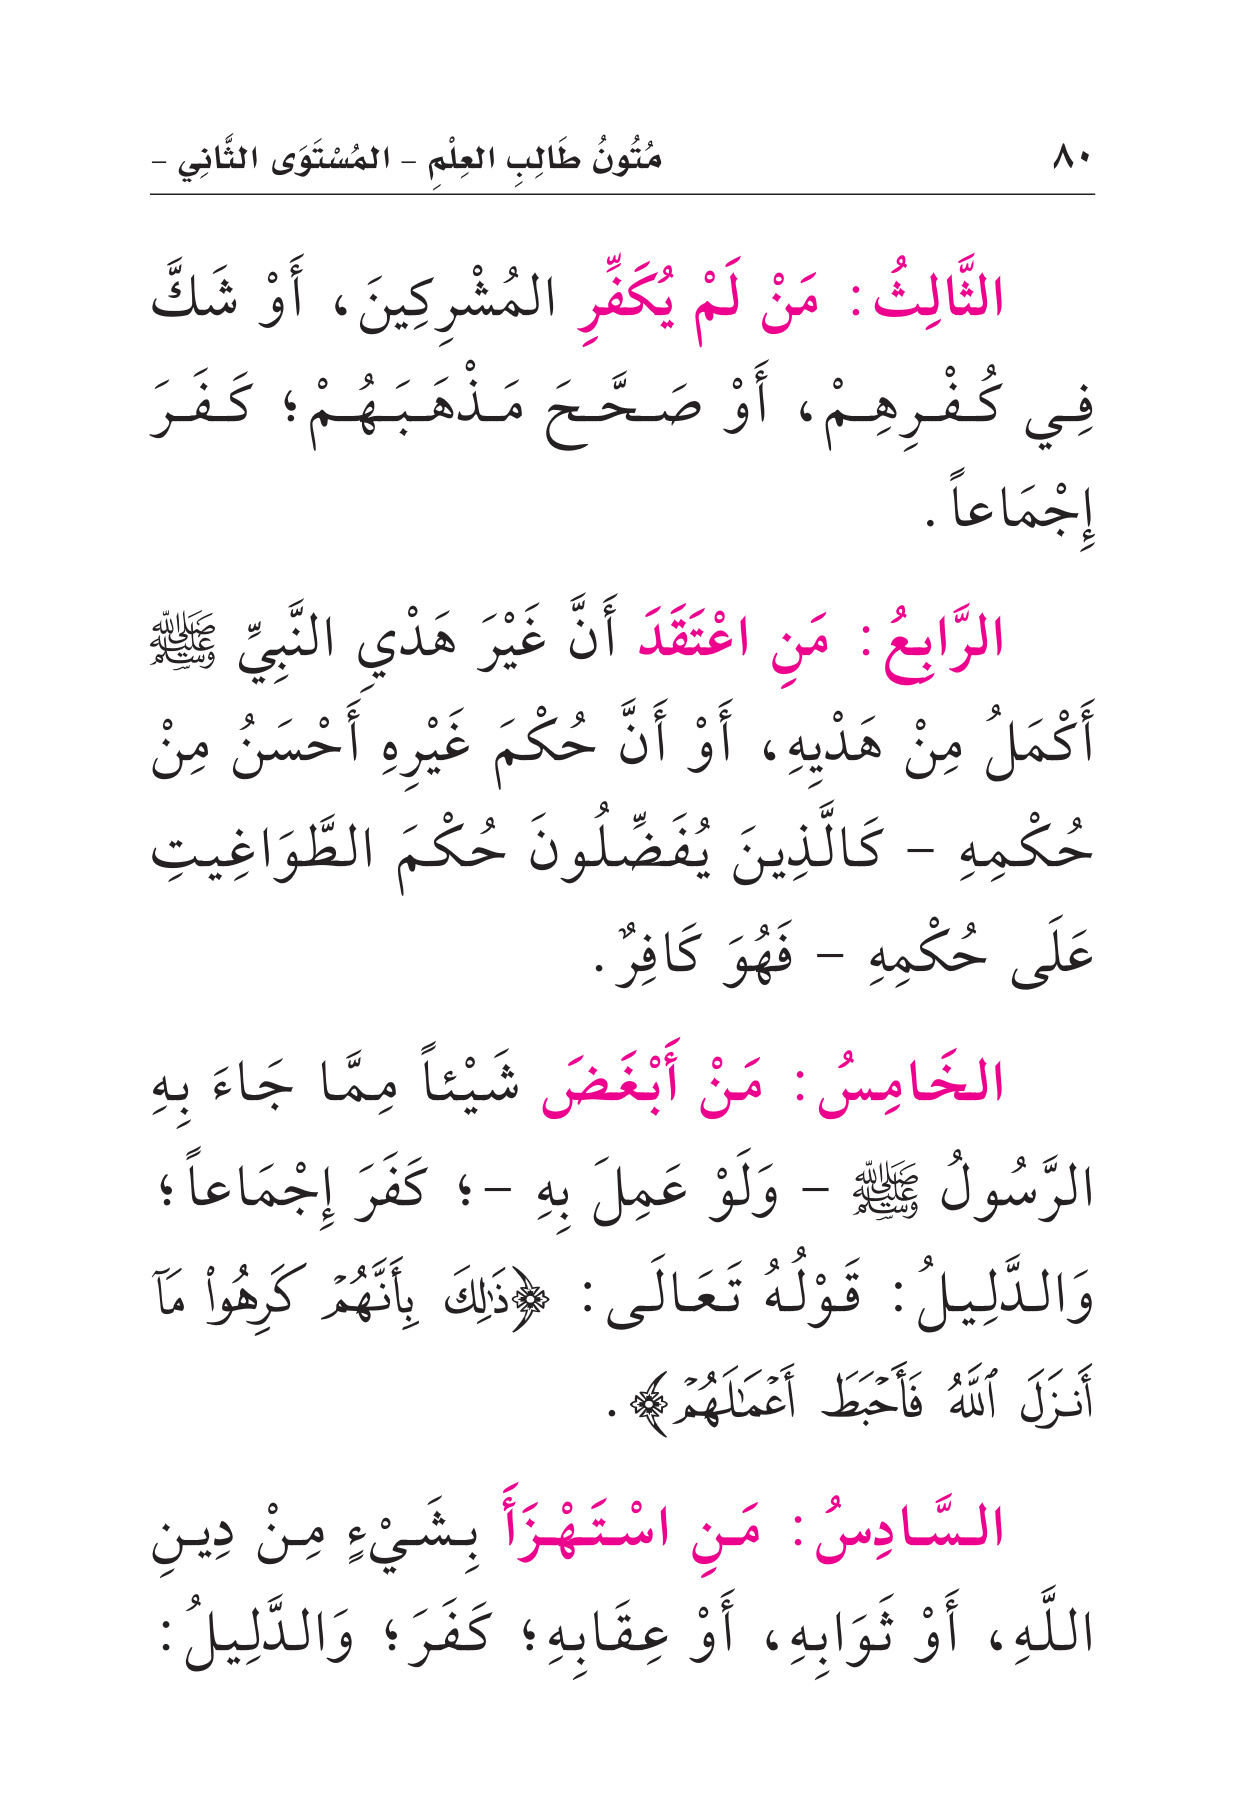 ٨٠
مُتُونُ طَالِبِ العِلْمِ – المُسْتَوَى الثَّانِي –
الثَّالِثُ: مَنْ لَمْ يُكَفِّرِ المُشْرِكِينَ، أَوْ شَكَّ
فِي كُفْرِهِمْ، أَوْ صَحَّحَ مَذْهَبَهُمْ؛ كَفَرَ
إِجْمَاعاً.
الرَّابِعُ: مَنِ اعْتَقَدَ أَنَّ غَيْرَ هَدْيِ النَّبِيِّ ﷺ
أَكْمَلُ مِنْ هَدْيِهِ، أَوْ أَنَّ حُكْمَ غَيْرِهِ أَحْسَنُ مِنْ
حُكْمِهِ – كَالَّذِينَ يُفَضِّلُونَ حُكْمَ الطَّوَاغِيتِ
عَلَى حُكْمِهِ – فَهُوَ كَافِرٌ.
الخَامِسُ: مَنْ أَبْغَضَ شَيْئاً مِمَّا جَاءَ بِهِ
الرَّسُولُ ﷺ – وَلَوْ عَمِلَ بِهِ –؛ كَفَرَ إِجْمَاعاً؛
وَالدَّلِيلُ: قَوْلُهُ تَعَالَى: ﴿ذَٰلِكَ بِأَنَّهُمۡ كَرِهُواْ مَآ
أَنزَلَ ٱللَّهُ فَأَحۡبَطَ أَعۡمَٰلَهُمۡ﴾.
السَّادِسُ: مَنِ اسْتَهْزَأَ بِشَيْءٍ مِنْ دِينِ
اللَّهِ، أَوْ ثَوَابِهِ، أَوْ عِقَابِهِ؛ كَفَرَ؛ وَالدَّلِيلُ: